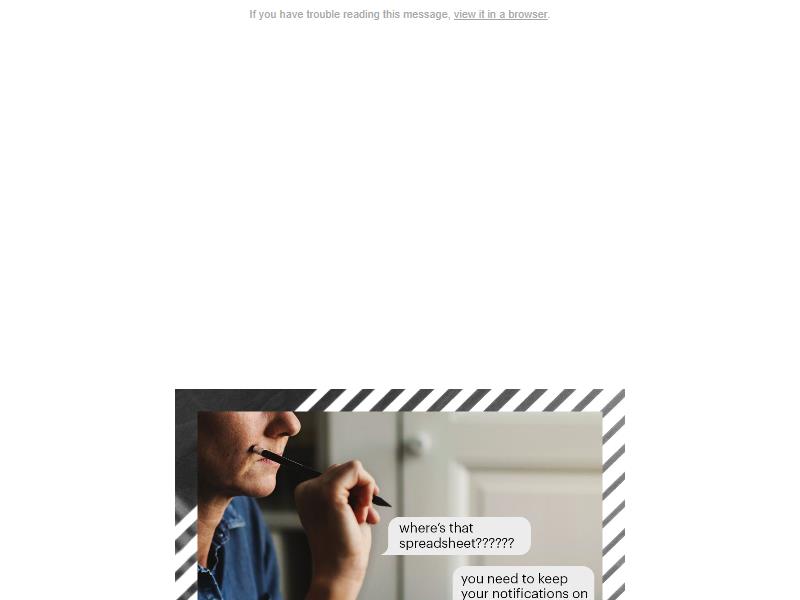 If you have trouble reading this message, view it in a browser.
where's that
spreadsheet??????
you need to keep
your notifications on